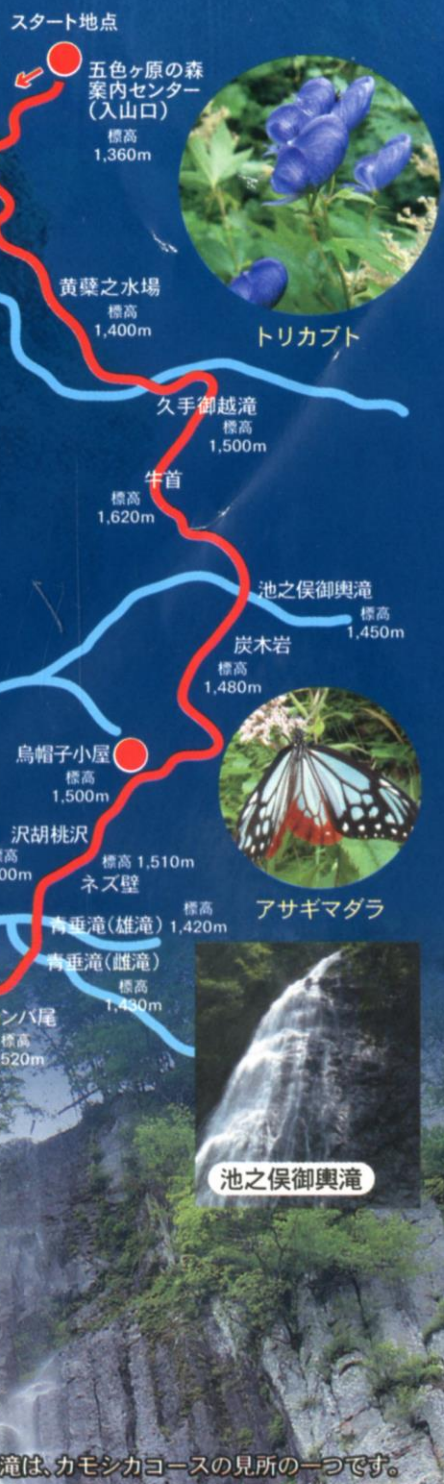 スタート地点
五色ヶ原の森
案内センター
(入山口)
標高
1,360m
トリカブト
黄蘗之水場
標高
1,400m
久手御越滝
標高
1,500m
牛首
標高
1,620m
池之俣御輿滝
標高
1,450m
炭木岩
標高
1,480m
烏帽子小屋
標高
1,500m
沢胡桃沢
高
00m
標高 1,510m
ネズ壁
アサギマダラ
青垂滝(雄滝)
標高
1,420m
青垂滝(雌滝)
標高
1,430m
ンバ尾
標高
520m
池之俣御輿滝
滝は、カモシカコースの見所の一つです。